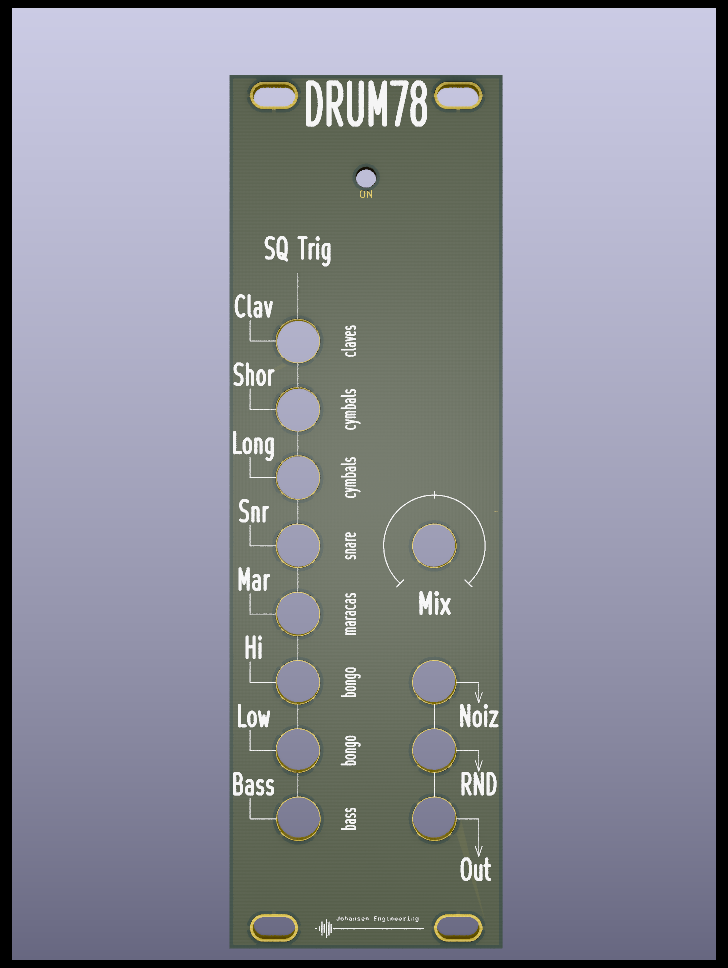 DRUM78
UN
SQ Trig
Clav
claves
Shor
cymbals
Long
cymbals
Snr
snare
Mar
maracas
Mix
Hi
bongo
Noiz
Low
bongo
RND
Bass
bass
Out
Johansen Engineering